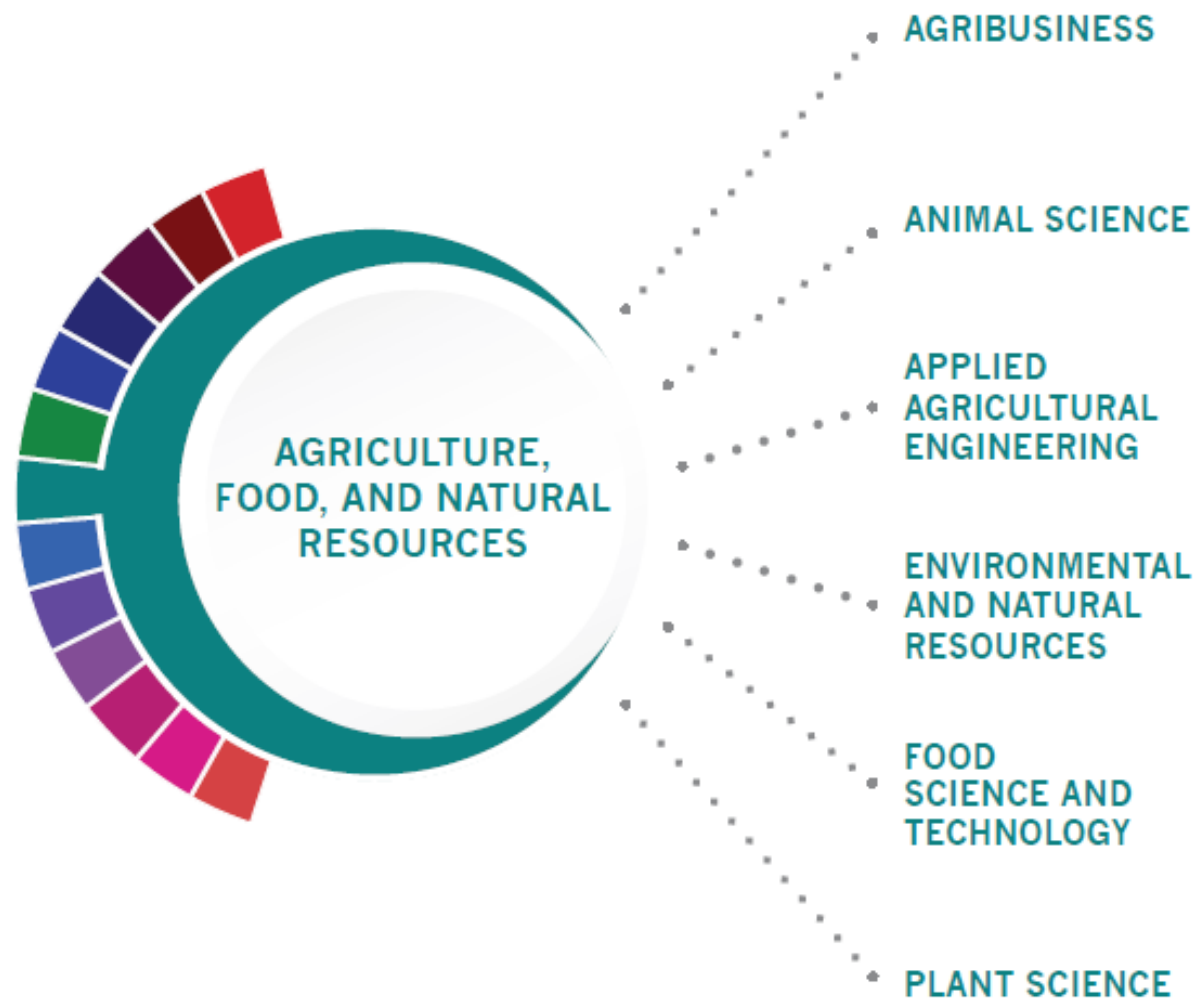 AGRICULTURE,
FOOD, AND NATURAL
RESOURCES
AGRIBUSINESS
ANIMAL SCIENCE
APPLIED
AGRICULTURAL
ENGINEERING
ENVIRONMENTAL
AND NATURAL
RESOURCES
FOOD
SCIENCE AND
TECHNOLOGY
PLANT SCIENCE